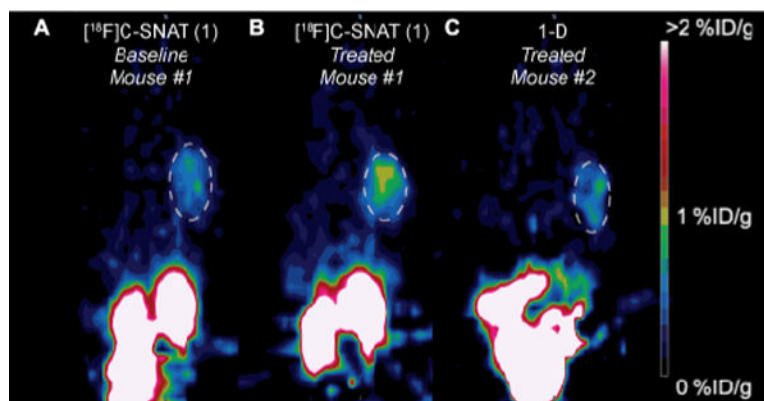 A
[¹⁸F]C-SNAT (1)
Baseline
Mouse #1
B
[¹⁸F]C-SNAT (1)
Treated
Mouse #1
C
1-D
Treated
Mouse #2
>2 %ID/g
1 %ID/g
0 %ID/g